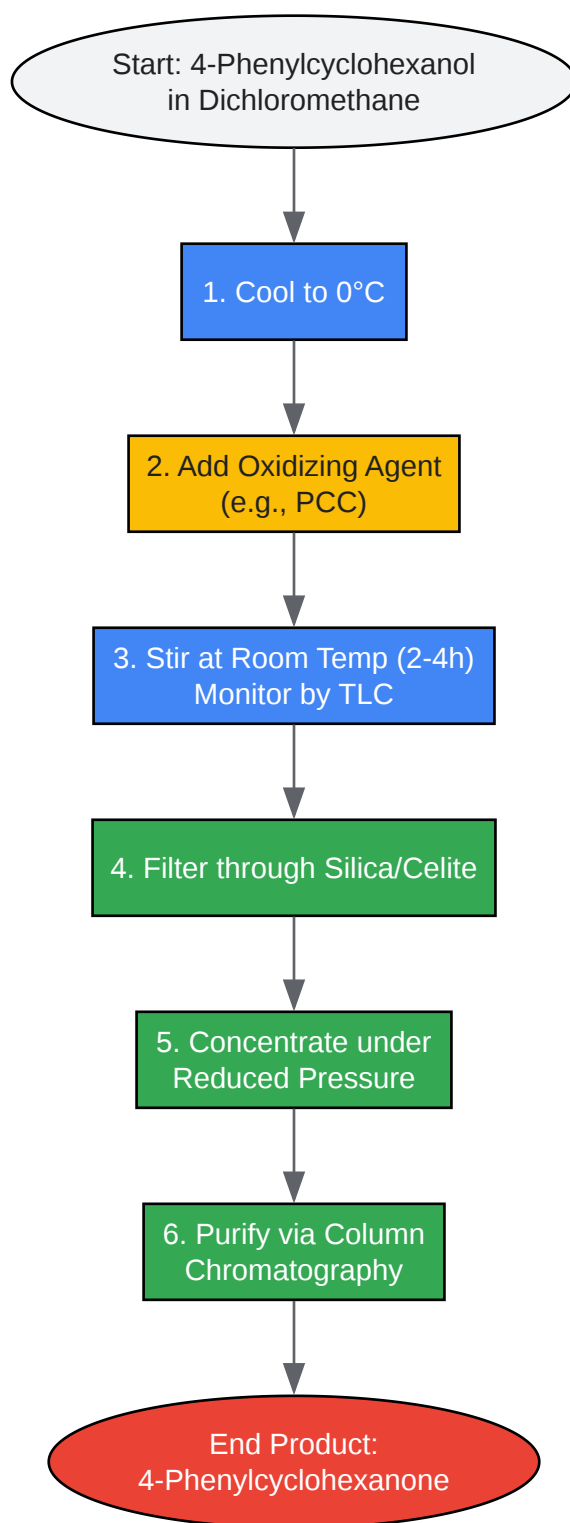 Start: 4-Phenylcyclohexanol
in Dichloromethane
1. Cool to 0°C
2. Add Oxidizing Agent
(e.g., PCC)
3. Stir at Room Temp (2-4h)
Monitor by TLC
4. Filter through Silica/Celite
5. Concentrate under
Reduced Pressure
6. Purify via Column
Chromatography
End Product:
4-Phenylcyclohexanone